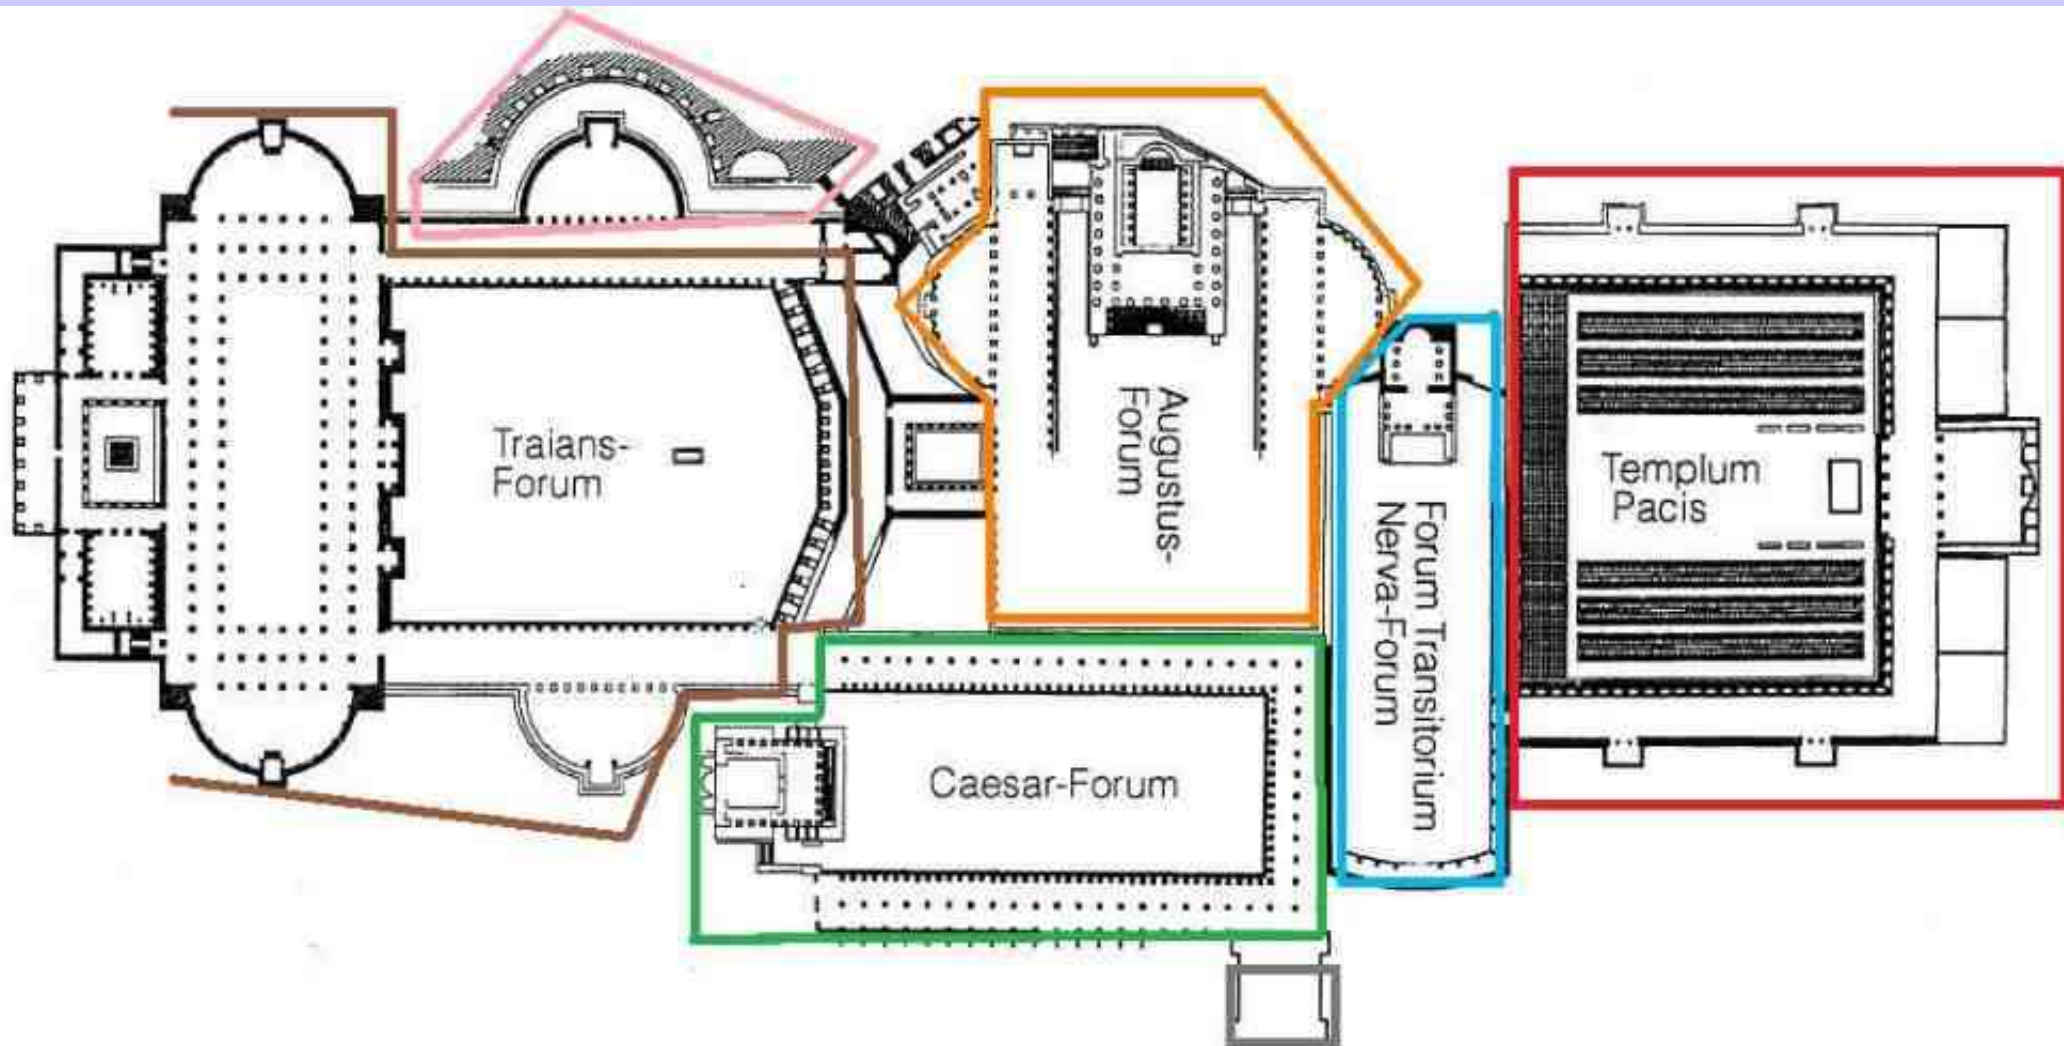 Traians-
Forum
Augustus-
Forum
Forum Transitorium
Nerva-Forum
Templum
Pacis
Caesar-Forum